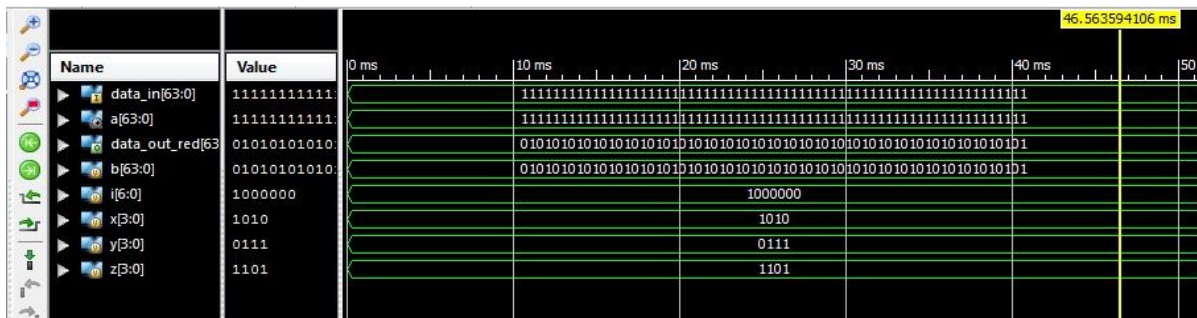 46.563594106 ms
Name Value 0 ms 10 ms 20 ms 30 ms 40 ms 50
data_in[63:0] 11111111111 1111111111111111111111111111111111111111111111111111111111111111
a[63:0] 11111111111 1111111111111111111111111111111111111111111111111111111111111111
data_out_red[63 01010101010 0101010101010101010101010101010101010101010101010101010101010101
b[63:0] 01010101010 0101010101010101010101010101010101010101010101010101010101010101
i[6:0] 1000000 1000000
x[3:0] 1010 1010
y[3:0] 0111 0111
z[3:0] 1101 1101